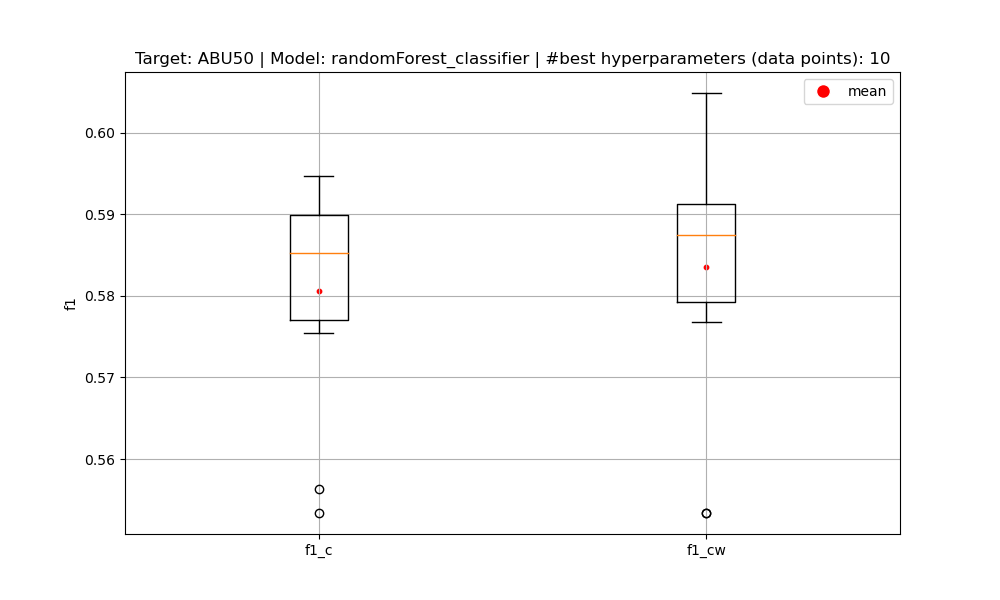 Target: ABU50 | Model: randomForest_classifier | #best hyperparameters (data points): 10
mean
0.60
0.59
0.58
0.57
0.56
f1
f1_c
f1_cw